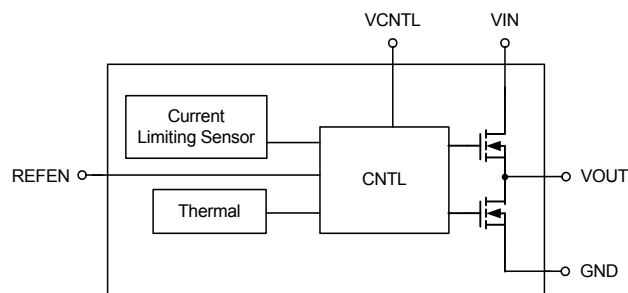 VCNTL
VIN
Current
Limiting Sensor
REFEN
CNTL
VOUT
Thermal
GND